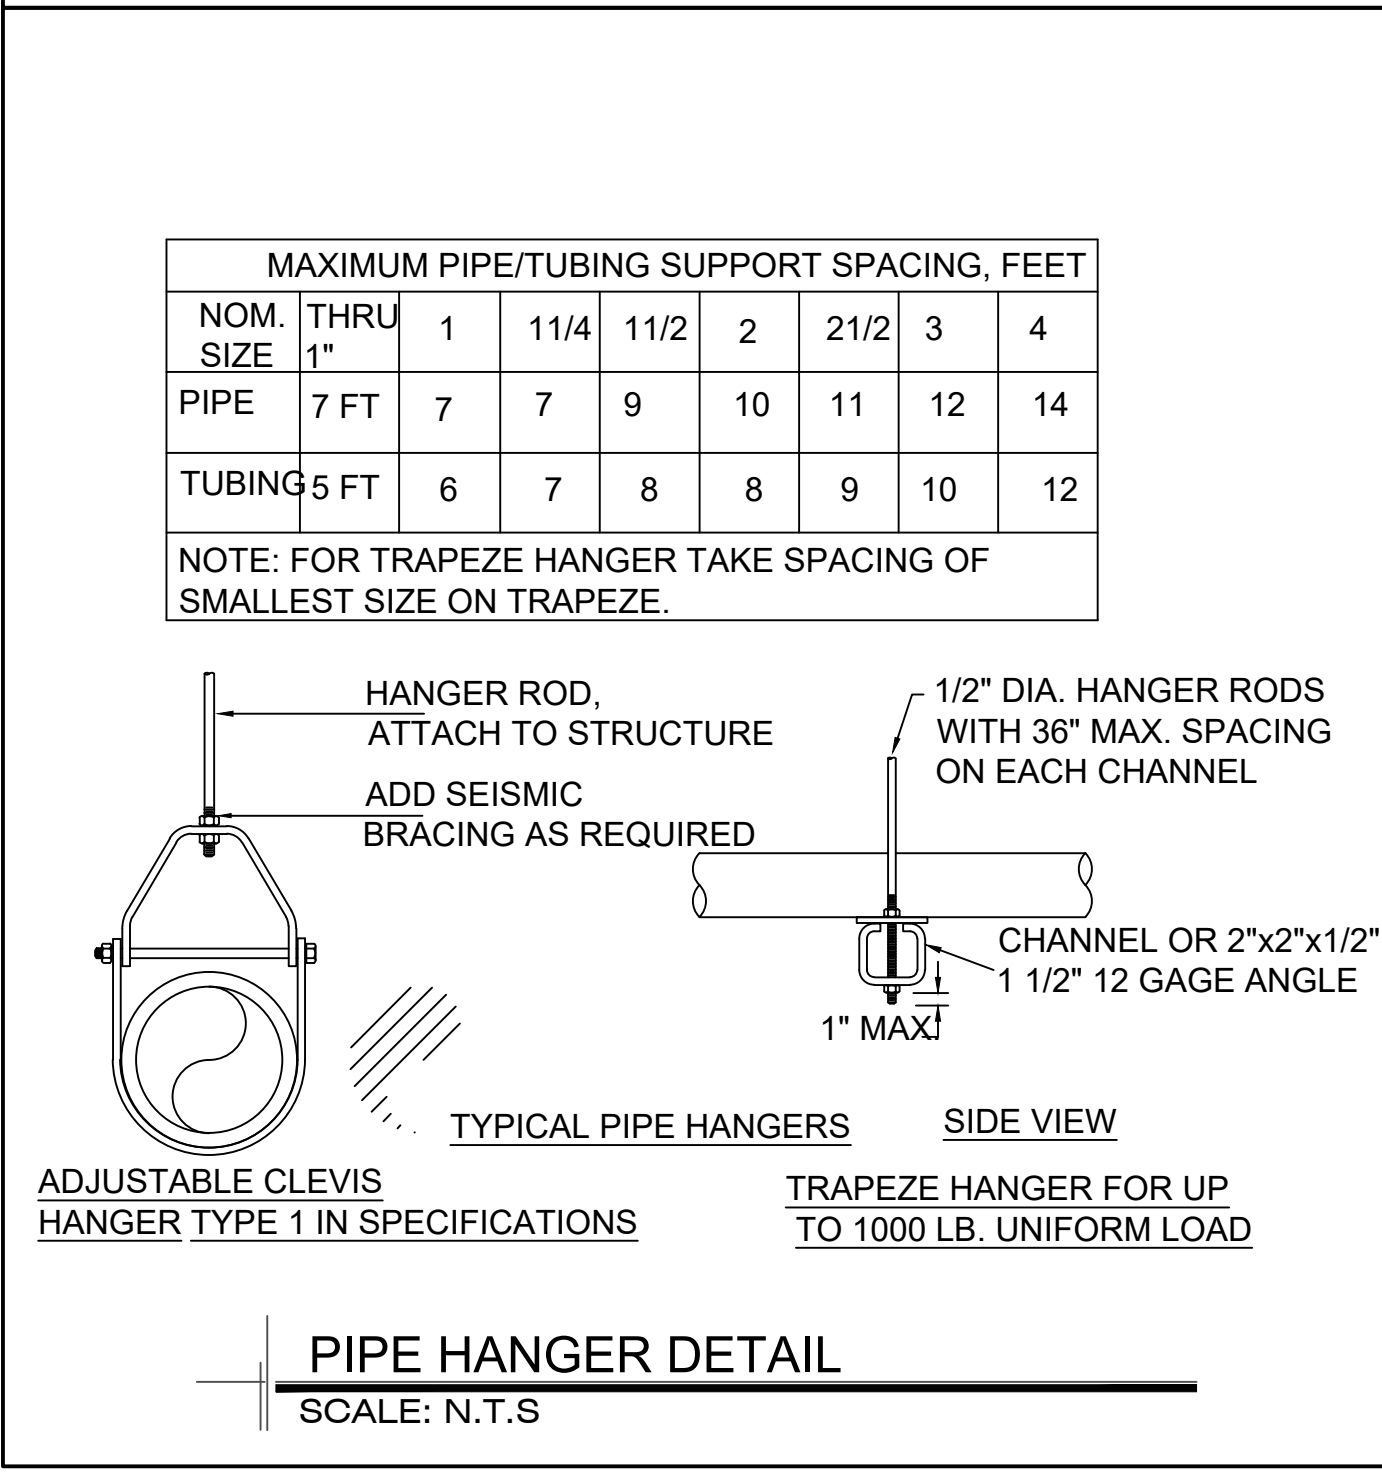 MAXIMUM PIPE/TUBING SUPPORT SPACING, FEET
NOM. SIZE THRU 1" 1 11/4 11/2 2 21/2 3 4
PIPE 7 FT 7 7 9 10 11 12 14
TUBING 5 FT 6 7 8 8 9 10 12
NOTE: FOR TRAPEZE HANGER TAKE SPACING OF
SMALLEST SIZE ON TRAPEZE.
HANGER ROD,
ATTACH TO STRUCTURE
ADD SEISMIC
BRACING AS REQUIRED
1/2" DIA. HANGER RODS
WITH 36" MAX. SPACING
ON EACH CHANNEL
CHANNEL OR 2"x2"x1/2"
1 1/2" 12 GAGE ANGLE
1" MAX.
TYPICAL PIPE HANGERS
SIDE VIEW
ADJUSTABLE CLEVIS
HANGER TYPE 1 IN SPECIFICATIONS
TRAPEZE HANGER FOR UP
TO 1000 LB. UNIFORM LOAD
PIPE HANGER DETAIL
SCALE: N.T.S